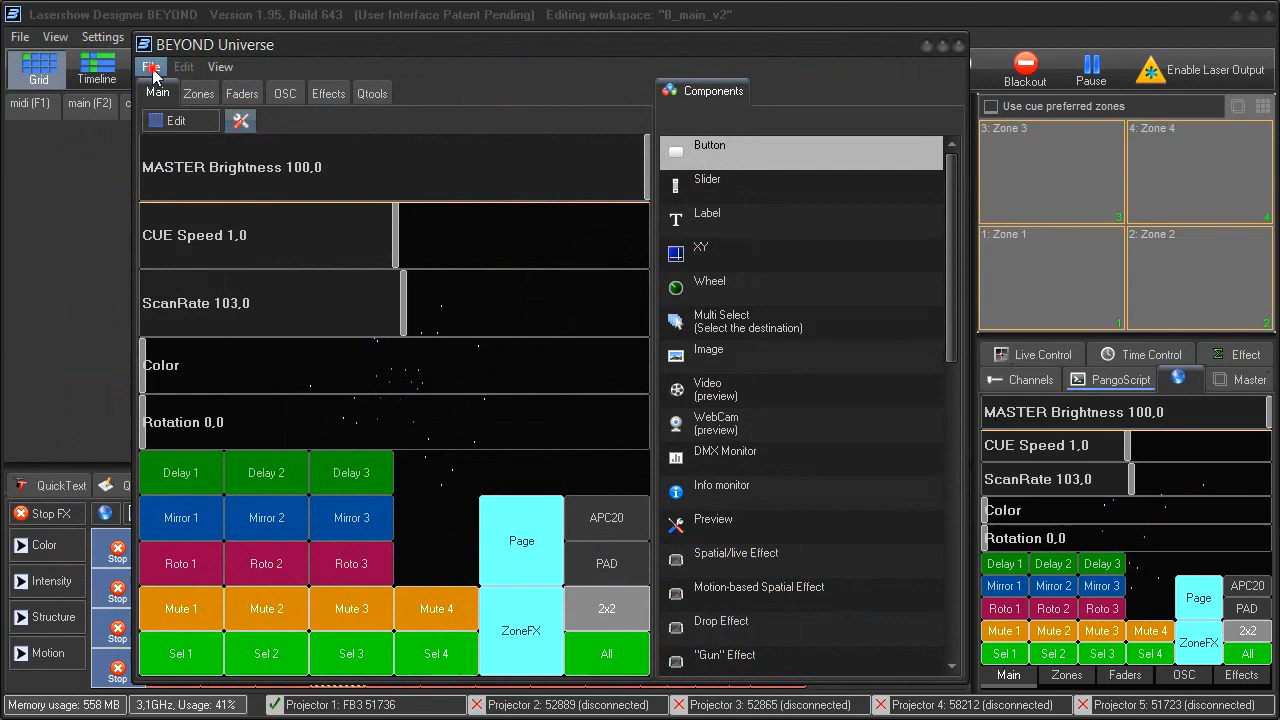 Lasershow Designer BEYOND Version 1.95, Build 643 (User Interface Patent Pending) Editing workspace: "B_main_v2"
File View Settings
BEYOND Universe
File Edit View
Grid
Timeline
Blackout
Pause
Enable Laser Output
midi (F1)
main (F2)
Main
Zones
Faders
OSC
Effects
Qtools
Components
Use cue preferred zones
Edit
MASTER Brightness 100,0
CUE Speed 1,0
ScanRate 103,0
Color
Rotation 0,0
Delay 1
Delay 2
Delay 3
Mirror 1
Mirror 2
Mirror 3
Page
APC20
Roto 1
Roto 2
Roto 3
PAD
Mute 1
Mute 2
Mute 3
Mute 4
ZoneFX
2x2
Sel 1
Sel 2
Sel 3
Sel 4
All
Button
Slider
Label
XY
Wheel
Multi Select
(Select the destination)
Image
Video
(preview)
WebCam
(preview)
DMX Monitor
Info monitor
Preview
Spatial/live Effect
Motion-based Spatial Effect
Drop Effect
"Gun" Effect
3: Zone 3
3
4: Zone 4
4
1: Zone 1
1
2: Zone 2
2
Live Control
Time Control
Effect
Channels
PangoScript
Master
MASTER Brightness 100,0
CUE Speed 1,0
ScanRate 103,0
Color
Rotation 0,0
Delay 1
Delay 2
Delay 3
Mirror 1
Mirror 2
Mirror 3
Page
APC20
Roto 1
Roto 2
Roto 3
PAD
Mute 1
Mute 2
Mute 3
Mute 4
ZoneFX
2x2
Sel 1
Sel 2
Sel 3
Sel 4
All
Main
Zones
Faders
OSC
Effects
QuickText
Stop FX
Color
Stop
Intensity
Stop
Structure
Stop
Motion
Stop
Memory usage: 558 MB
3,1GHz, Usage: 41%
Projector 1: FB3 51736
Projector 2: 52889 (disconnected)
Projector 3: 52865 (disconnected)
Projector 4: 58212 (disconnected)
Projector 5: 51723 (disconnected)